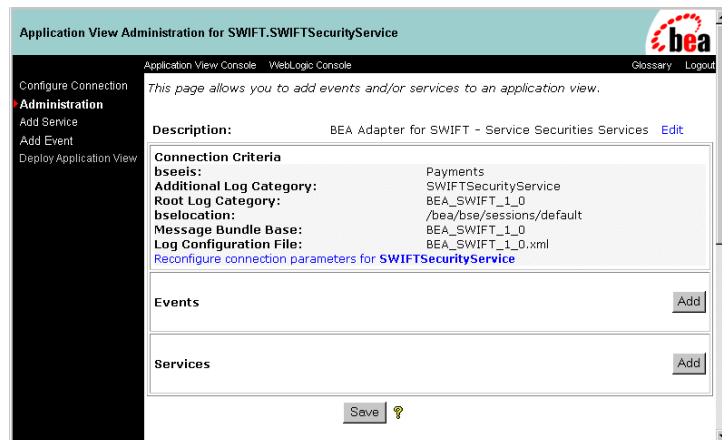 Application View Administration for SWIFT.SWIFTSecurityService
bea
Application View Console WebLogic Console Glossary Logout
Configure Connection
Administration
Add Service
Add Event
Deploy Application View
This page allows you to add events and/or services to an application view.
Description: BEA Adapter for SWIFT - Service Securities Services Edit
Connection Criteria
bseeis: Payments
Additional Log Category: SWIFTSecurityService
Root Log Category: BEA_SWIFT_1_0
bselocation: /bea/bse/sessions/default
Message Bundle Base: BEA_SWIFT_1_0
Log Configuration File: BEA_SWIFT_1_0.xml
Reconfigure connection parameters for SWIFTSecurityService
Events Add
Services Add
Save ?